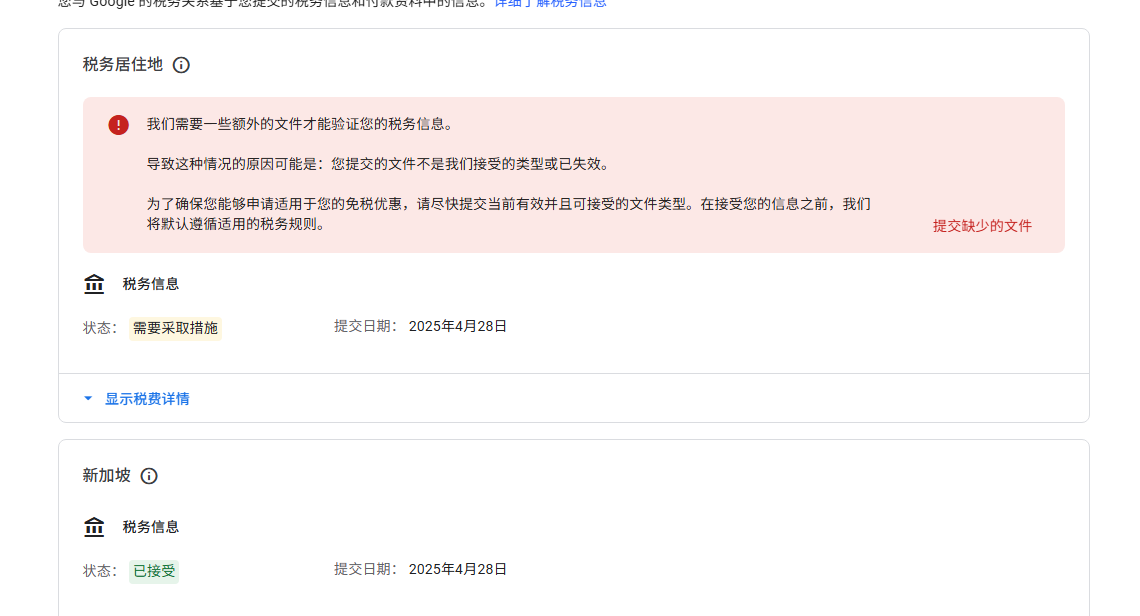 您与 Google 的税务关系基于您提交的税务信息和付款资料中的信息。详细了解税务信息
税务居住地
我们需要一些额外的文件才能验证您的税务信息。
导致这种情况的原因可能是：您提交的文件不是我们接受的类型或已失效。
为了确保您能够申请适用于您的免税优惠，请尽快提交当前有效并且可接受的文件类型。在接受您的信息之前，我们
将默认遵循适用的税务规则。
提交缺少的文件
税务信息
状态： 需要采取措施 提交日期： 2025年4月28日
显示税费详情
新加坡
税务信息
状态： 已接受 提交日期： 2025年4月28日